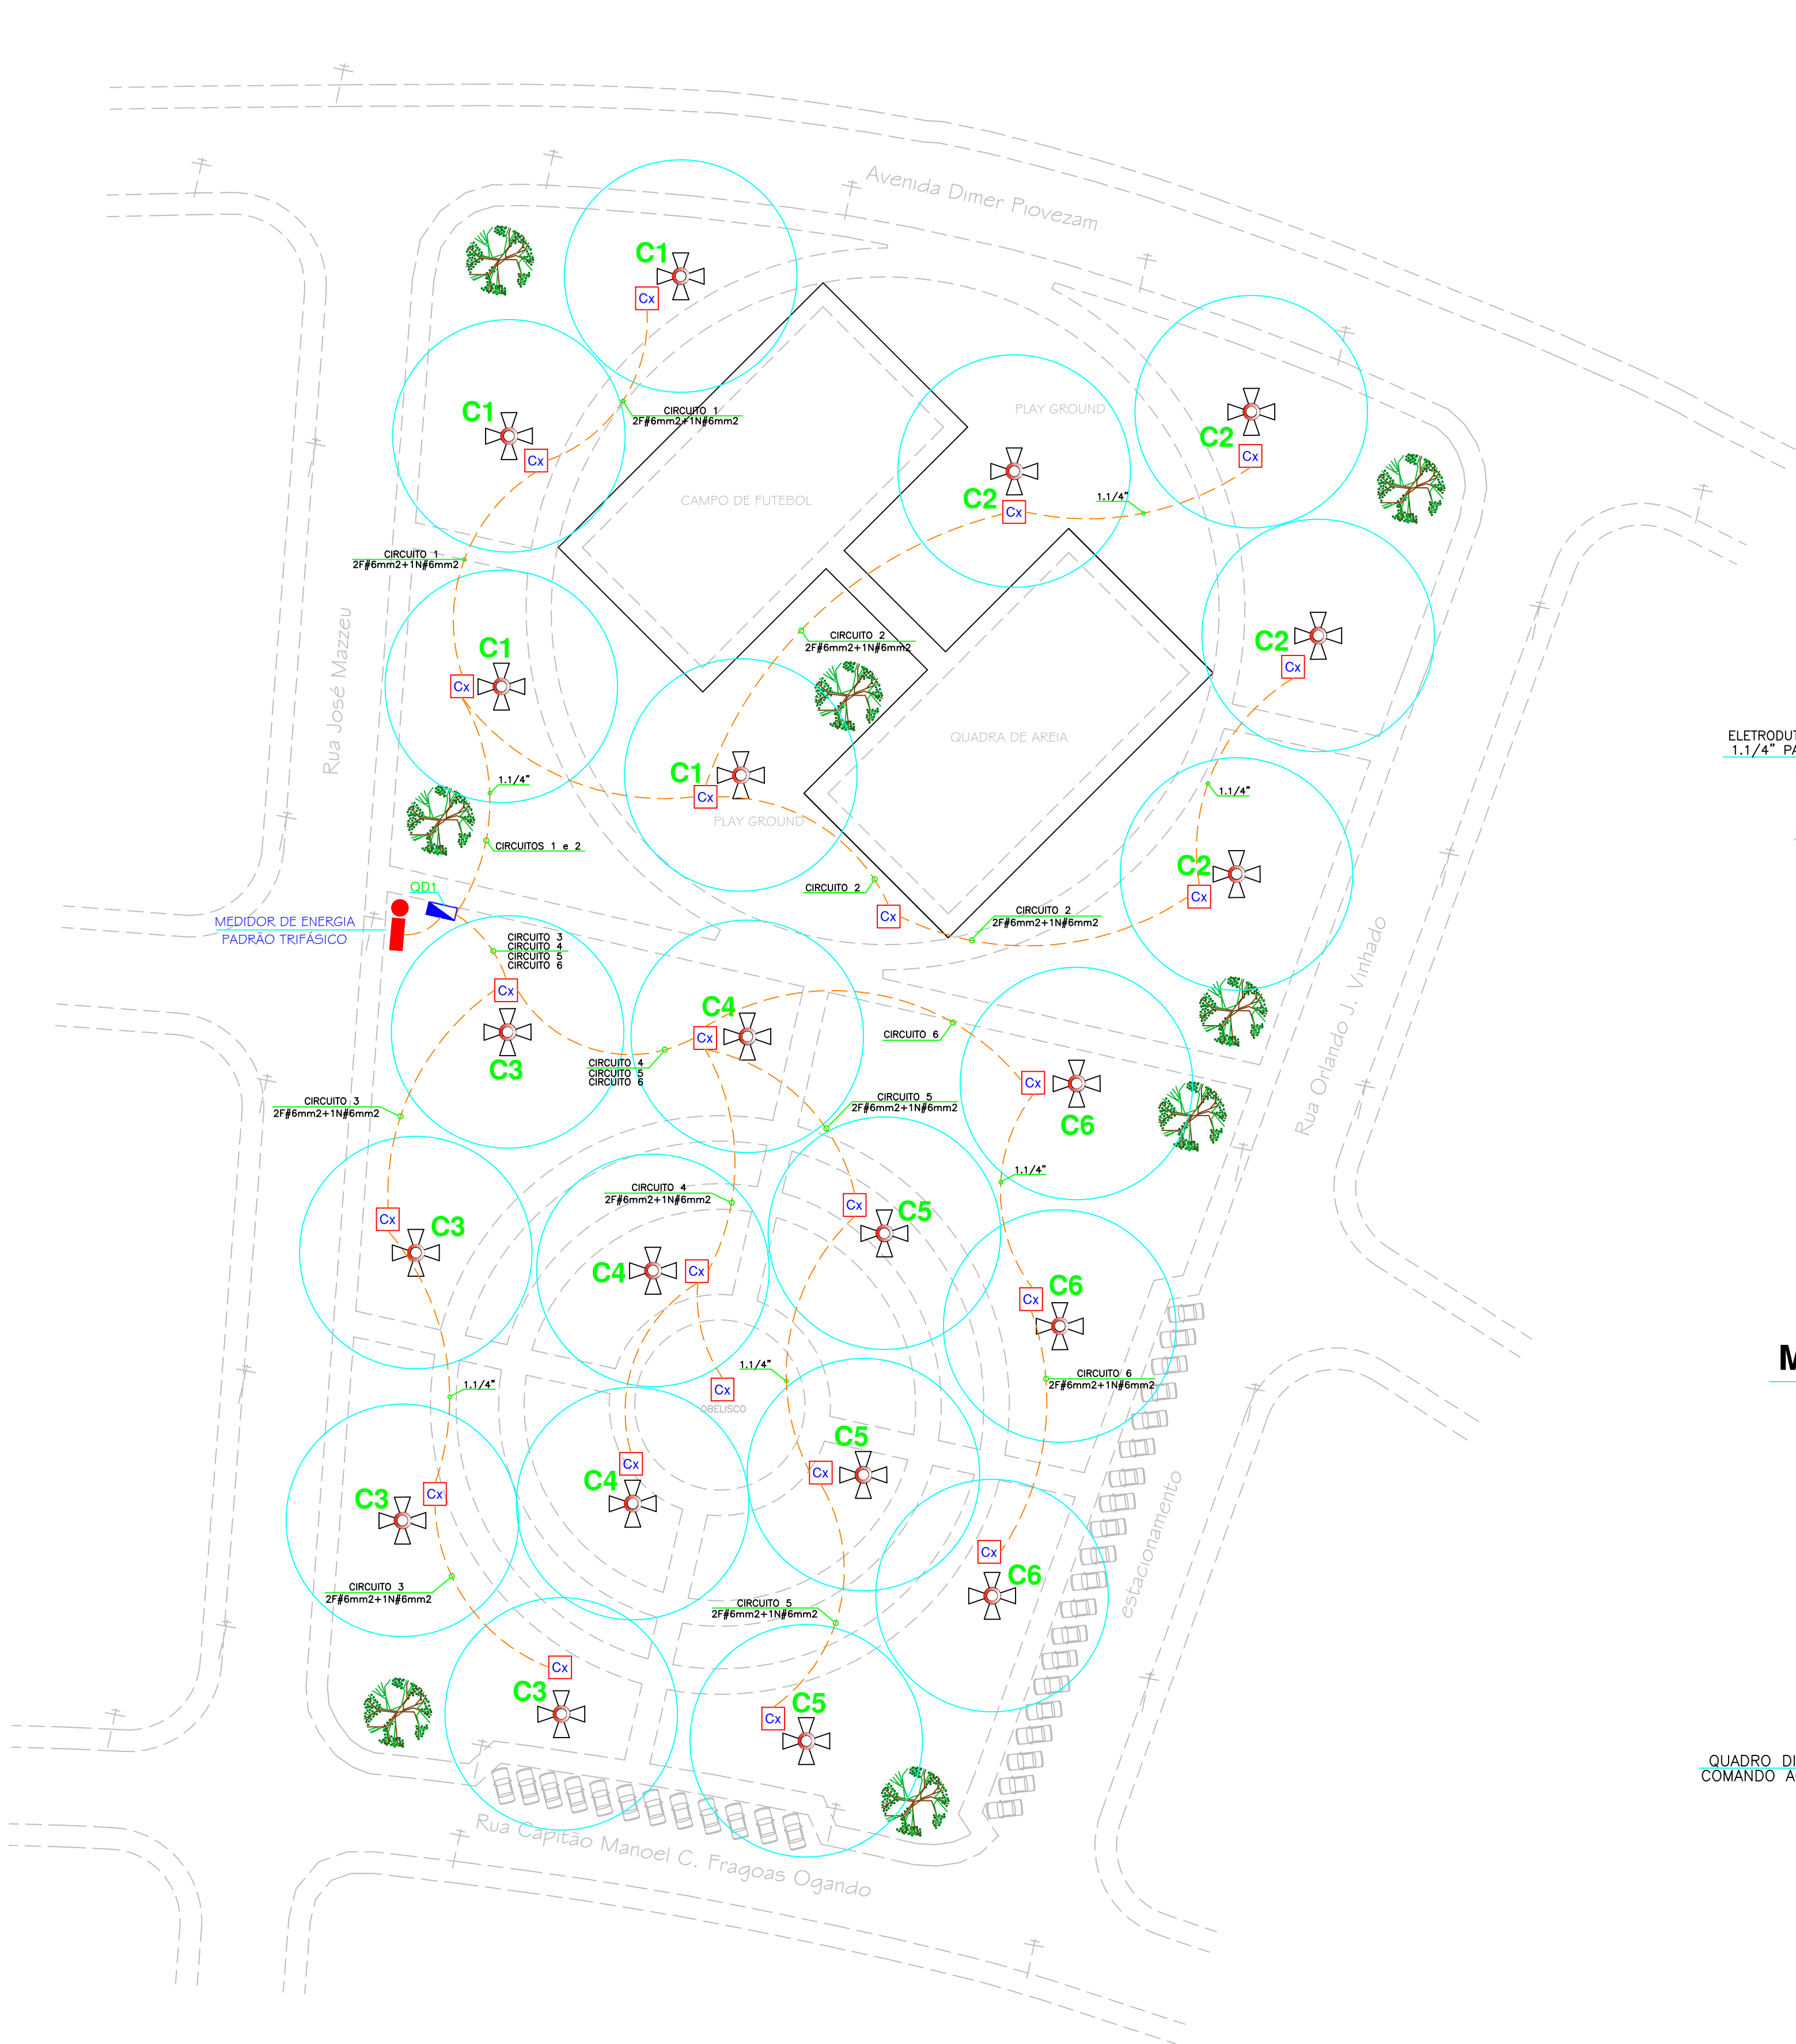 Avenida Dimer Piovezam
C1
Cx
C1
Cx
CIRCUITO 1
2F#6mm2+1N#6mm2
PLAY GROUND
C2
Cx
C2
Cx
1.1/4"
CAMPO DE FUTEBOL
CIRCUITO 1
2F#6mm2+1N#6mm2
Rua José Mazzeu
C1
Cx
CIRCUITO 2
2F#6mm2+1N#6mm2
C2
Cx
QUADRA DE AREIA
ELETRODUT
1.1/4" PA
C1
Cx
PLAY GROUND
1.1/4"
1.1/4"
CIRCUITOS 1 e 2
C2
Cx
CIRCUITO 2
Cx
CIRCUITO 2
2F#6mm2+1N#6mm2
QD1
MEDIDOR DE ENERGIA
PADRÃO TRIFÁSICO
CIRCUITO 3
CIRCUITO 4
CIRCUITO 5
CIRCUITO 6
Cx
C3
C4
Cx
CIRCUITO 6
Rua Orlando J. Vinhado
CIRCUITO 4
CIRCUITO 5
CIRCUITO 6
Cx
C6
CIRCUITO 3
2F#6mm2+1N#6mm2
CIRCUITO 5
2F#6mm2+1N#6mm2
1.1/4"
CIRCUITO 4
2F#6mm2+1N#6mm2
Cx
C3
Cx
C5
C4
Cx
Cx
C6
1.1/4"
1.1/4"
Cx
OBELISCO
CIRCUITO 6
2F#6mm2+1N#6mm2
M
C5
Cx
Cx
C4
C3
Cx
estacionamento
Cx
C6
CIRCUITO 3
2F#6mm2+1N#6mm2
CIRCUITO 5
2F#6mm2+1N#6mm2
Cx
C3
Cx
C5
QUADRO DI
COMANDO A
Rua Capitão Manoel C. Fragoas Ogando